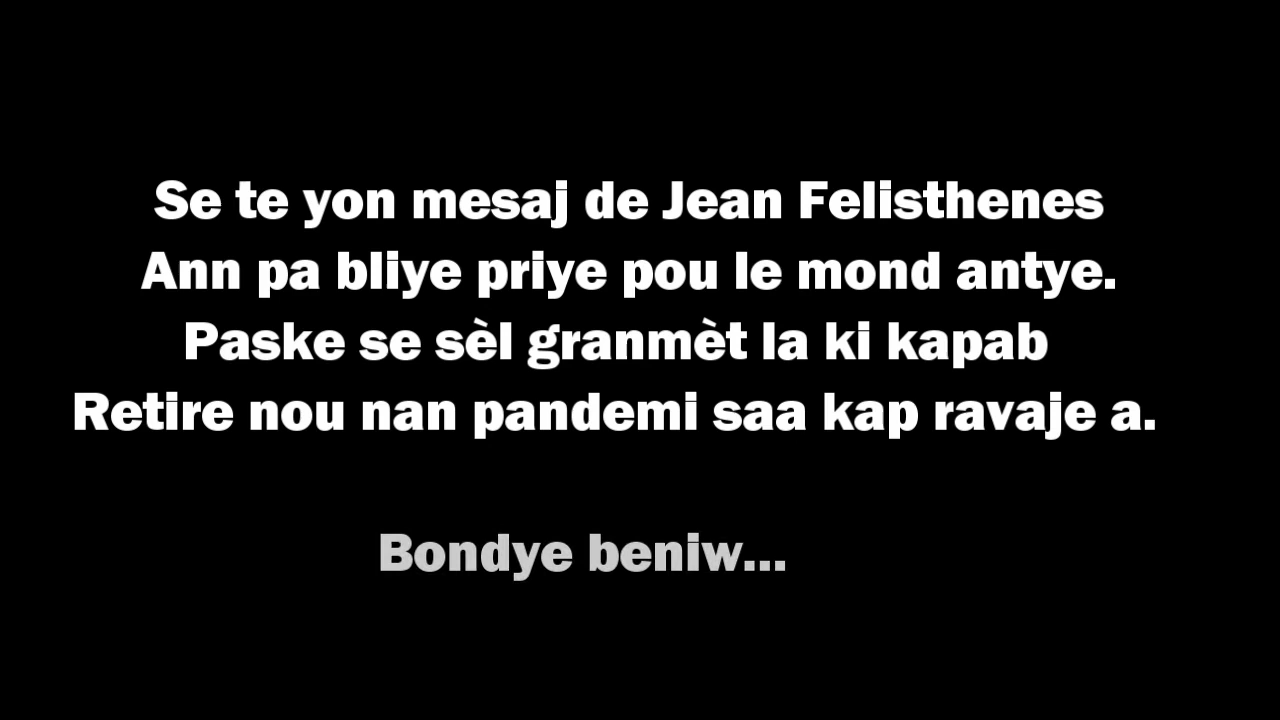 Se te yon mesaj de Jean Felisthenes
Ann pa bliye priye pou le mond antye.
Paske se sèl granmèt la ki kapab
Retire nou nan pandemi saa kap ravaje a.
Bondye beniw...